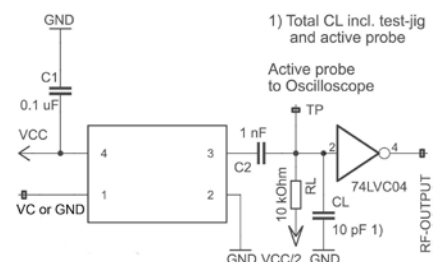 GND
1) Total CL incl. test-jig
and active probe
C1
0.1 uF
Active probe
to Oscilloscope
TP
VCC
4
3
1 nF
C2
2
4
74LVC04
1
2
VC or GND
10 kOhm
RL
CL
10 pF 1)
RF-OUTPUT
GND
VCC/2
GND